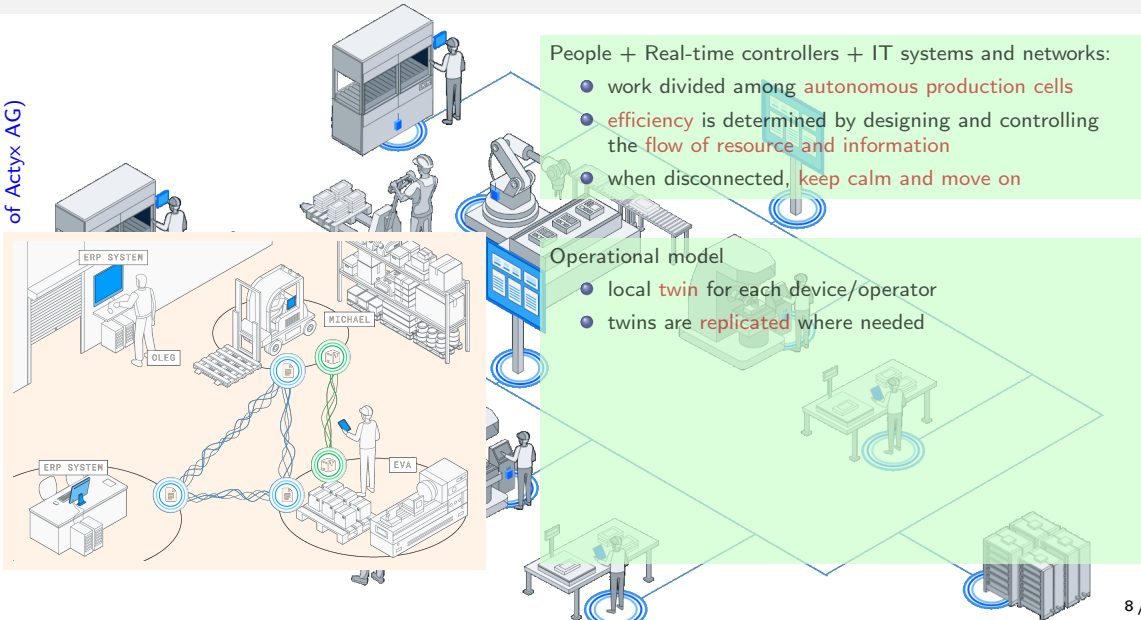 of Actyx AG)
People + Real-time controllers + IT systems and networks:
work divided among autonomous production cells
efficiency is determined by designing and controlling
the flow of resource and information
when disconnected, keep calm and move on
Operational model
local twin for each device/operator
twins are replicated where needed
ERP SYSTEM
OLEG
MICHAEL
ERP SYSTEM
EVA
8/